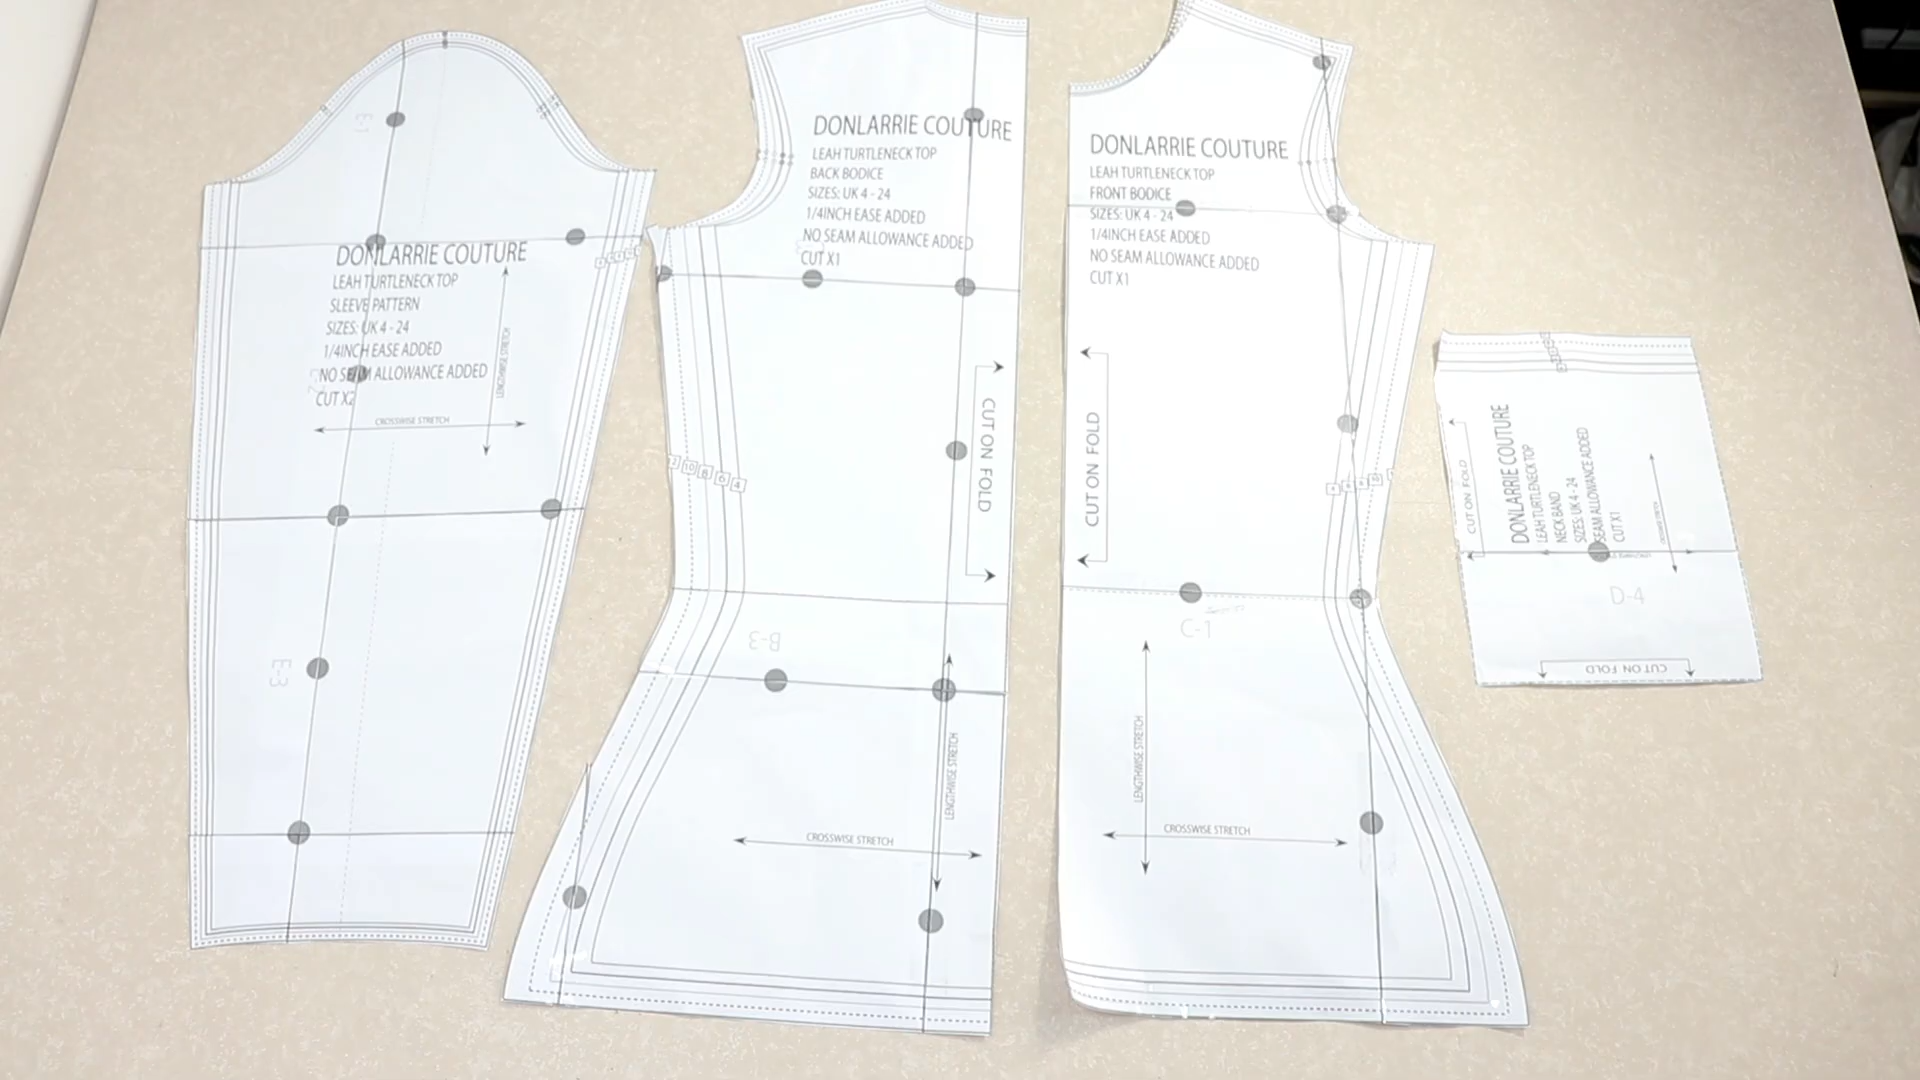 E-1
DONLARRIE COUTURE
LEAH TURTLENECK TOP
SLEEVE PATTERN
SIZES: UK 4 - 24
1/4INCH EASE ADDED
NO SEAM ALLOWANCE ADDED
CUT X2
LENGTHWISE STRETCH
CROSSWISE STRETCH
E-3
DONLARRIE COUTURE
LEAH TURTLENECK TOP
BACK BODICE
SIZES: UK 4 - 24
1/4INCH EASE ADDED
NO SEAM ALLOWANCE ADDED
CUT X1
CUT ON FOLD
10 8 6 4
B-3
LENGTHWISE STRETCH
CROSSWISE STRETCH
DONLARRIE COUTURE
LEAH TURTLENECK TOP
FRONT BODICE
SIZES: UK 4 - 24
1/4INCH EASE ADDED
NO SEAM ALLOWANCE ADDED
CUT X1
CUT ON FOLD
C-1
LENGTHWISE STRETCH
CROSSWISE STRETCH
CUT ON FOLD
DONLARRIE COUTURE
LEAH TURTLENECK TOP
NECK BAND
SIZES: UK 4 - 24
SEAM ALLOWANCE ADDED
CUT X1
D-4
CUT ON FOLD